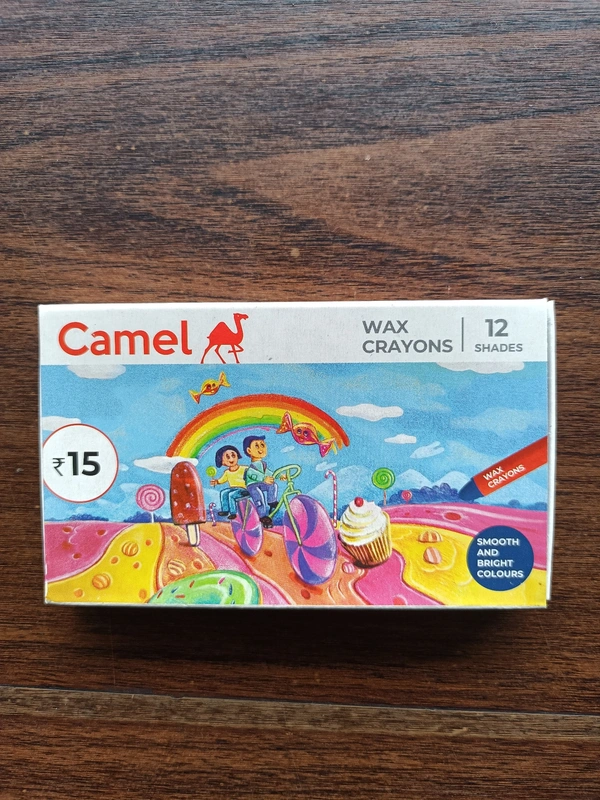 Camel
WAX
CRAYONS
12
SHADES
₹15
WAX
CRAYONS
SMOOTH
AND
BRIGHT
COLOURS